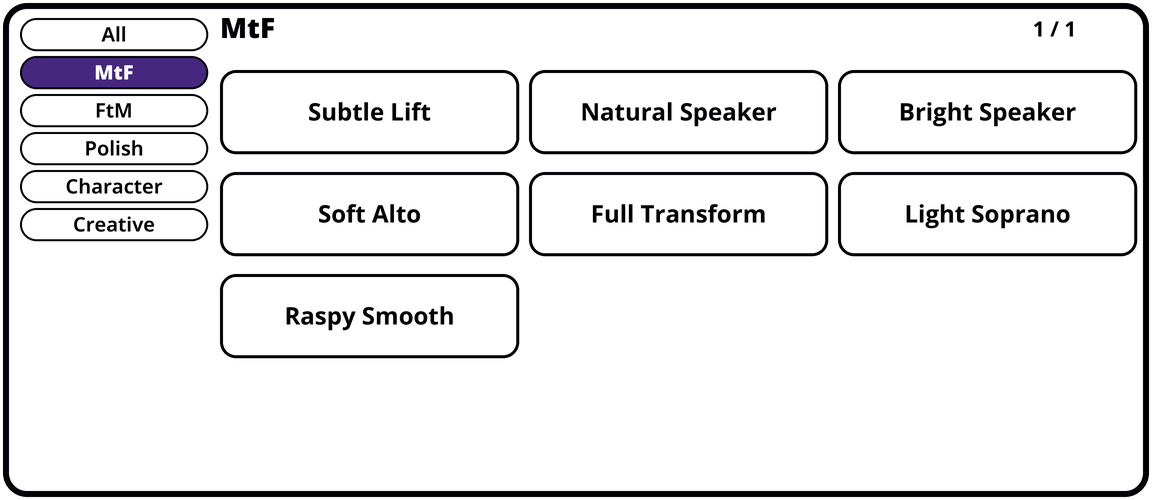 All
MtF
FtM
Polish
Character
Creative
MtF
1 / 1
Subtle Lift
Natural Speaker
Bright Speaker
Soft Alto
Full Transform
Light Soprano
Raspy Smooth